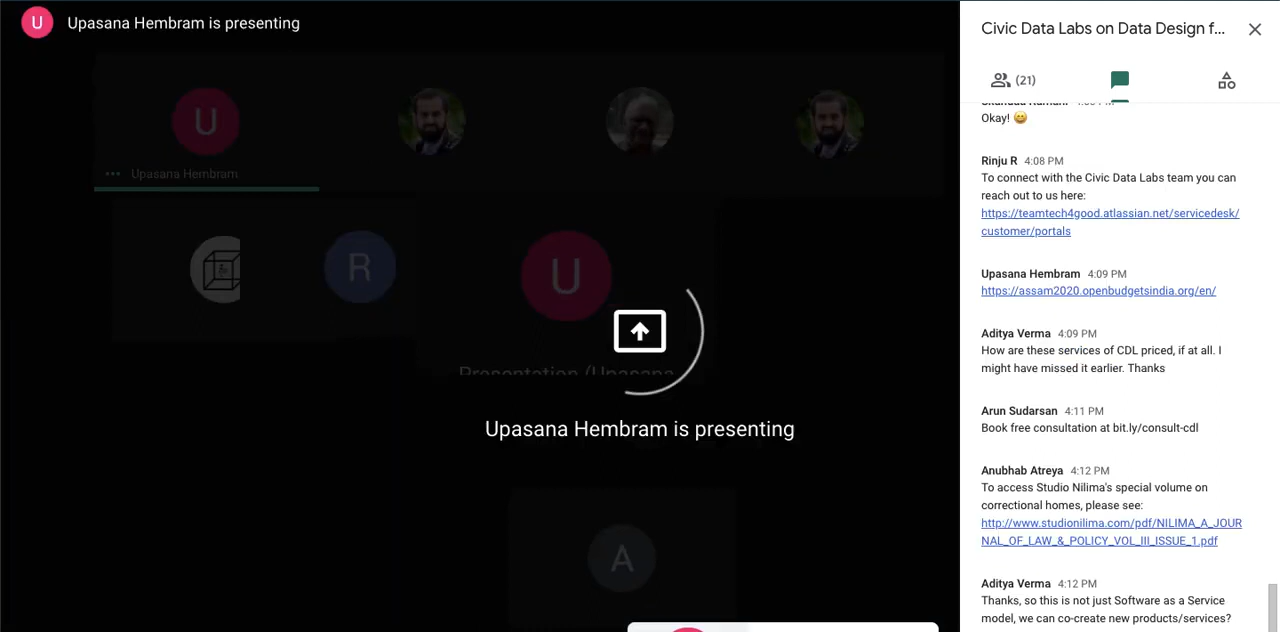 U
Upasana Hembram is presenting
Civic Data Labs on Data Design f...
(21)
U
Upasana Hembram
R
U
Presentation (Upasana
Upasana Hembram is presenting
A
Okay! 😀
Rinju R 4:08 PM
To connect with the Civic Data Labs team you can
reach out to us here:
https://teamtech4good.atlassian.net/servicedesk/
customer/portals
Upasana Hembram 4:09 PM
https://assam2020.openbudgetsindia.org/en/
Aditya Verma 4:09 PM
How are these services of CDL priced, if at all. I
might have missed it earlier. Thanks
Arun Sudarsan 4:11 PM
Book free consultation at bit.ly/consult-cdl
Anubhab Atreya 4:12 PM
To access Studio Nilima's special volume on
correctional homes, please see:
http://www.studionilima.com/pdf/NILIMA_A_JOUR
NAL_OF_LAW_&_POLICY_VOL_III_ISSUE_1.pdf
Aditya Verma 4:12 PM
Thanks, so this is not just Software as a Service
model, we can co-create new products/services?